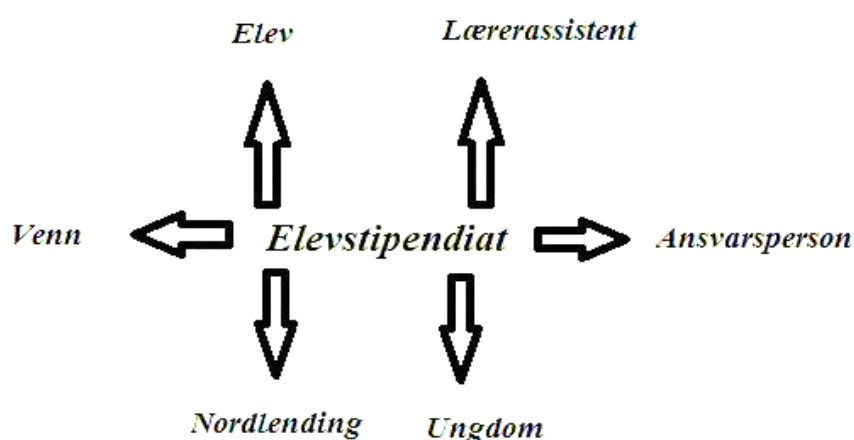 Elev
Lærerassistent
Venn
Elevstipendiat
Ansvarsperson
Nordlending
Ungdom